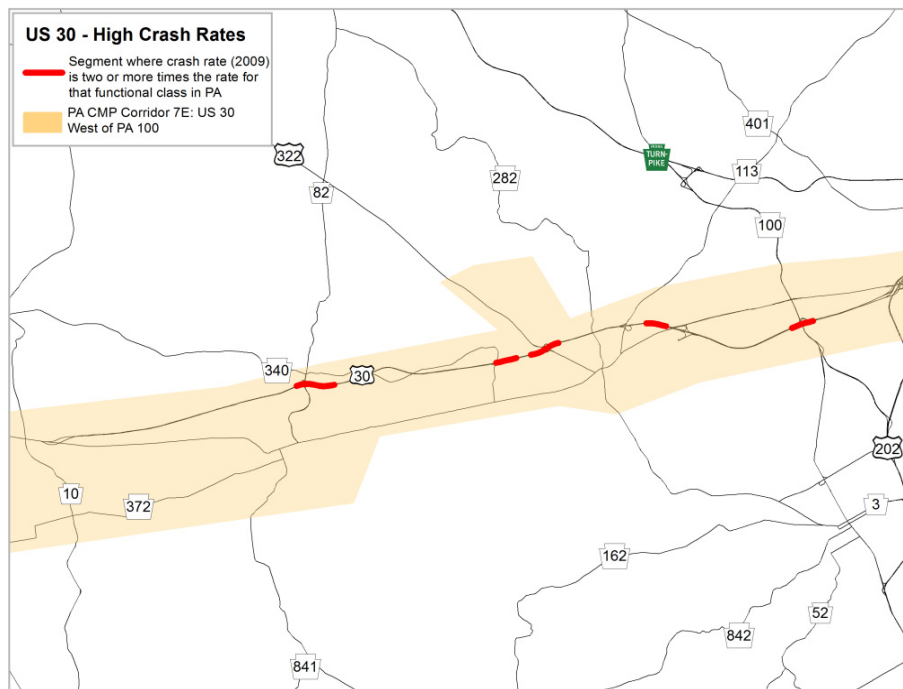 US 30 - High Crash Rates
Segment where crash rate (2009)
is two or more times the rate for
that functional class in PA
PA CMP Corridor 7E: US 30
West of PA 100
401
322
TURN-
PIKE
113
282
82
100
340
30
202
10
372
3
162
52
842
841